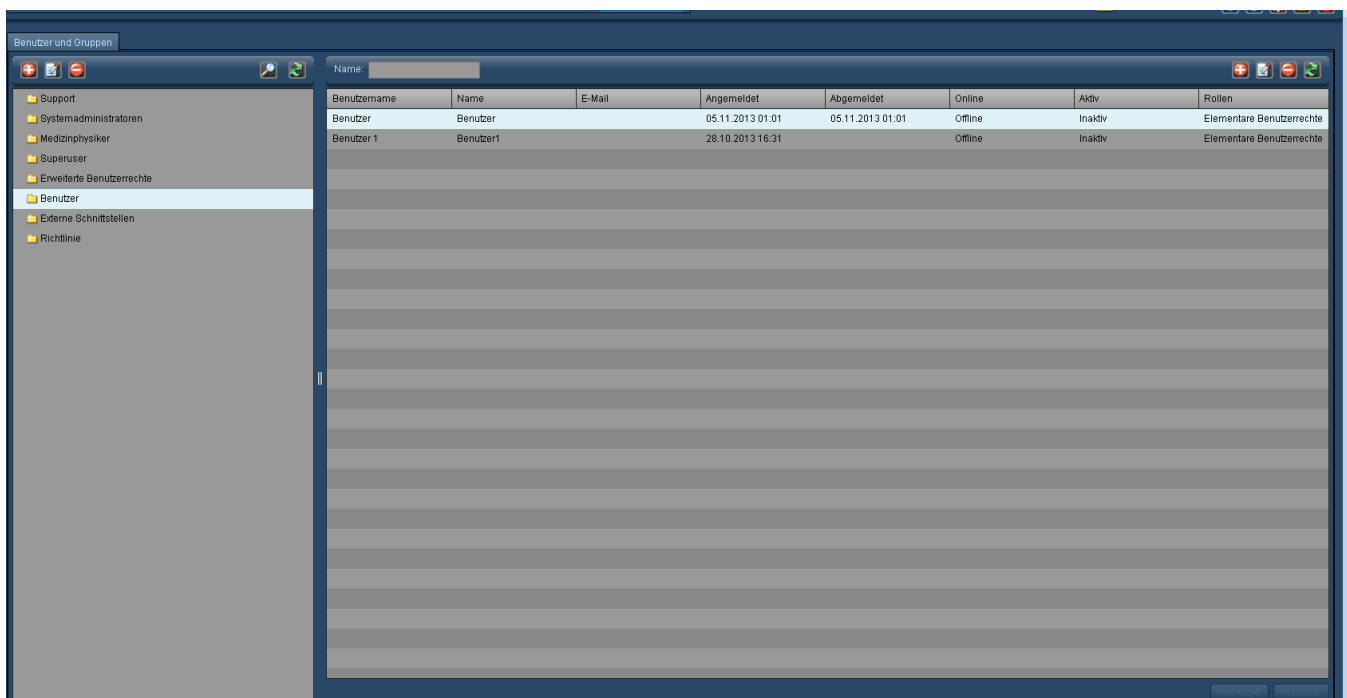 Benutzer und Gruppen
Name:
Support
Systemadministratoren
Medizinphysiker
Superuser
Erweiterte Benutzerrechte
Benutzer
Externe Schnittstellen
Richtlinie
Benutzername Name E-Mail Angemeldet Abgemeldet Online Aktiv Rollen
Benutzer Benutzer 05.11.2013 01:01 05.11.2013 01:01 Offline Inaktiv Elementare Benutzerrechte
Benutzer 1 Benutzer1 28.10.2013 16:31 Offline Inaktiv Elementare Benutzerrechte